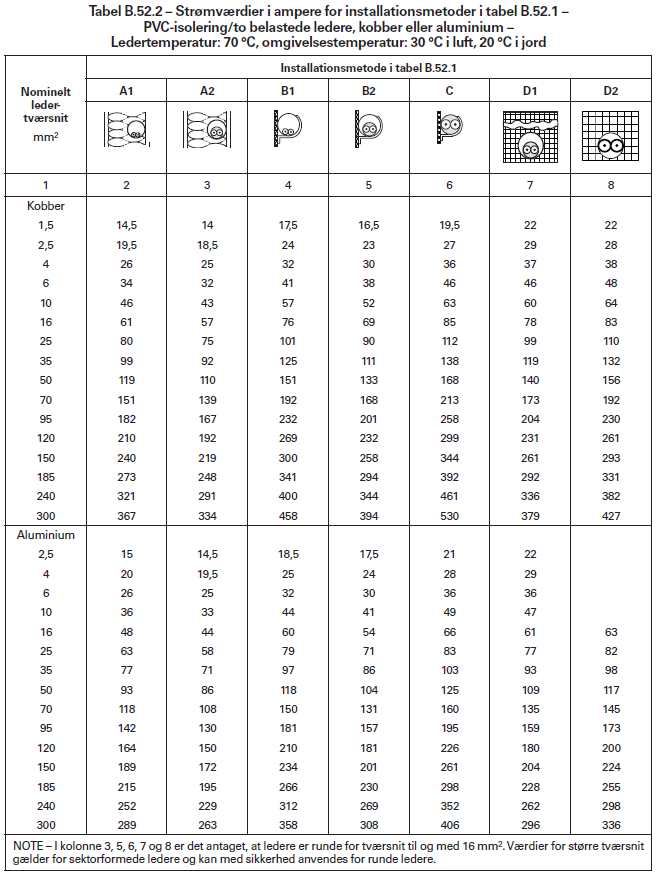 Tabel B.52.2 – Strømværdier i ampere for installationsmetoder i tabel B.52.1 –
PVC-isolering/to belastede ledere, kobber eller aluminium –
Ledertemperatur: 70 ºC, omgivelsestemperatur: 30 ºC i luft, 20 ºC i jord
Nominelt
leder-
tværsnit
mm²
Installationsmetode i tabel B.52.1
A1 A2 B1 B2 C D1 D2
1 2 3 4 5 6 7 8
Kobber
1,5 14,5 14 17,5 16,5 19,5 22 22
2,5 19,5 18,5 24 23 27 29 28
4 26 25 32 30 36 37 38
6 34 32 41 38 46 46 48
10 46 43 57 52 63 60 64
16 61 57 76 69 85 78 83
25 80 75 101 90 112 99 110
35 99 92 125 111 138 119 132
50 119 110 151 133 168 140 156
70 151 139 192 168 213 173 192
95 182 167 232 201 258 204 230
120 210 192 269 232 299 231 261
150 240 219 300 258 344 261 293
185 273 248 341 294 392 292 331
240 321 291 400 344 461 336 382
300 367 334 458 394 530 379 427
Aluminium
2,5 15 14,5 18,5 17,5 21 22
4 20 19,5 25 24 28 29
6 26 25 32 30 36 36
10 36 33 44 41 49 47
16 48 44 60 54 66 61 63
25 63 58 79 71 83 77 82
35 77 71 97 86 103 93 98
50 93 86 118 104 125 109 117
70 118 108 150 131 160 135 145
95 142 130 181 157 195 159 173
120 164 150 210 181 226 180 200
150 189 172 234 201 261 204 224
185 215 195 266 230 298 228 255
240 252 229 312 269 352 262 298
300 289 263 358 308 406 296 336
NOTE – I kolonne 3, 5, 6, 7 og 8 er det antaget, at ledere er runde for tværsnit til og med 16 mm². Værdier for større tværsnit
gælder for sektorformede ledere og kan med sikkerhed anvendes for runde ledere.